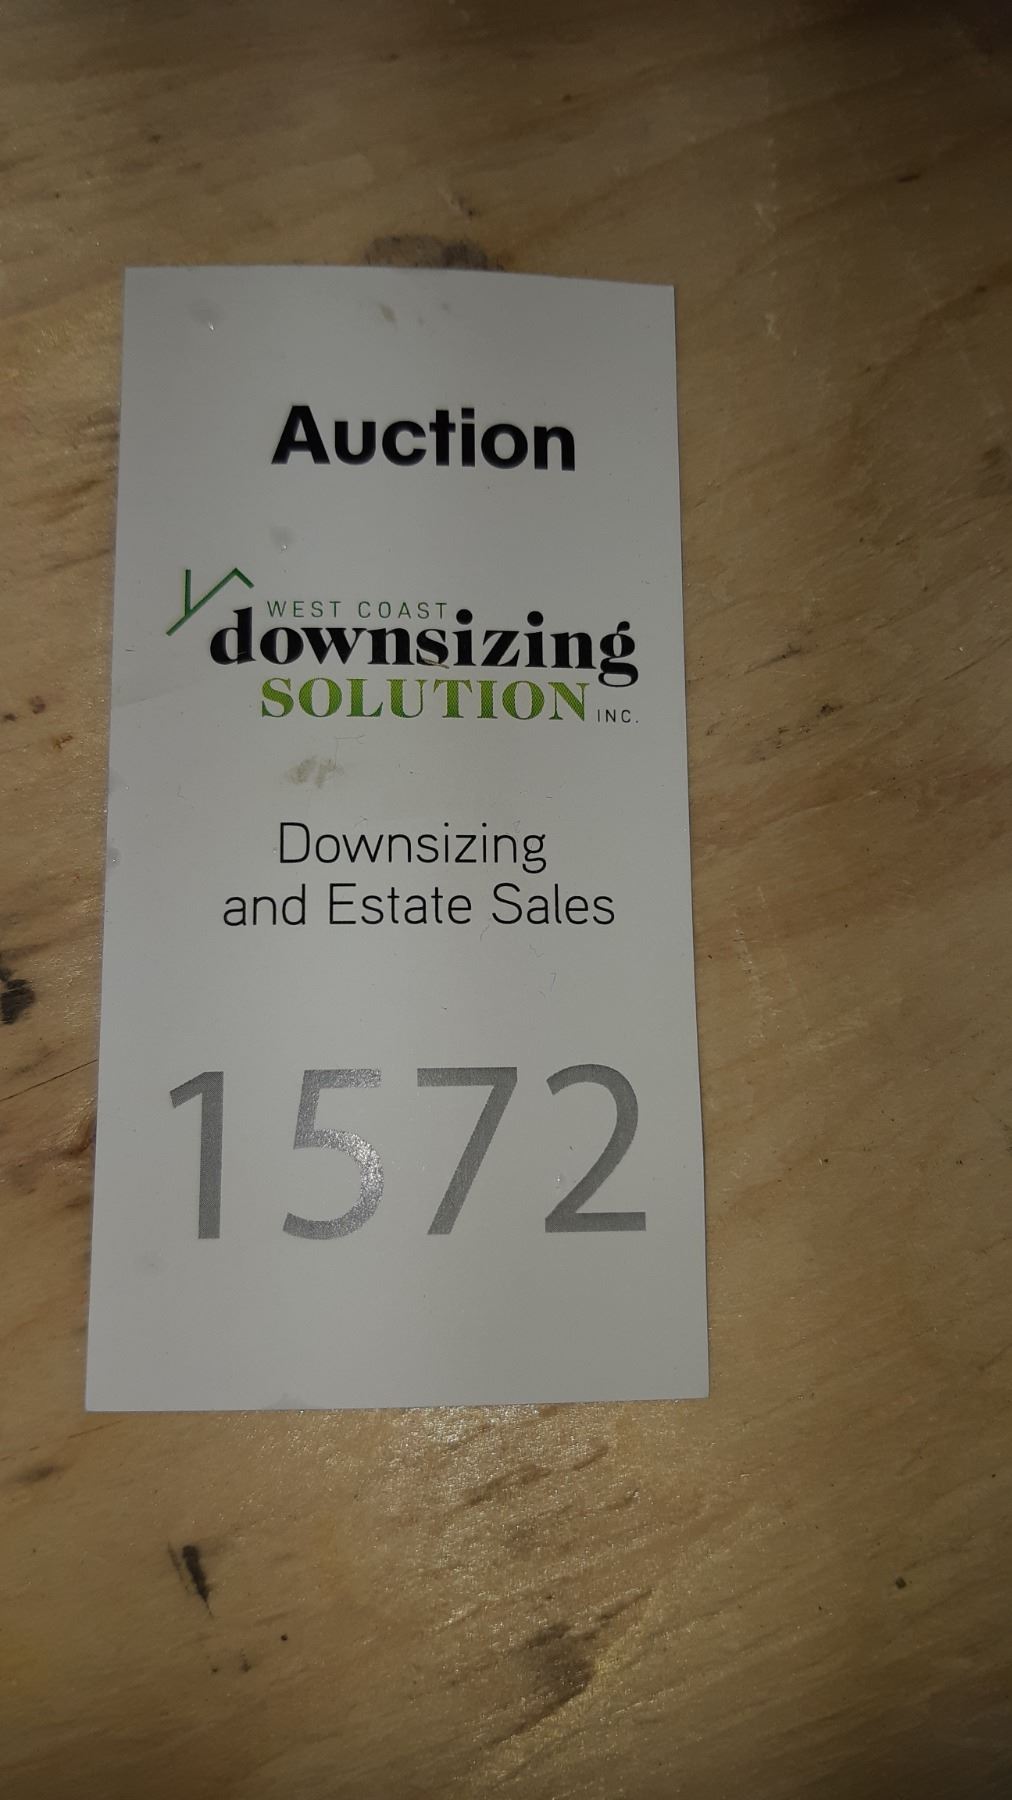 Auction
WEST COAST
downsizing
SOLUTION INC.
Downsizing
and Estate Sales
1572